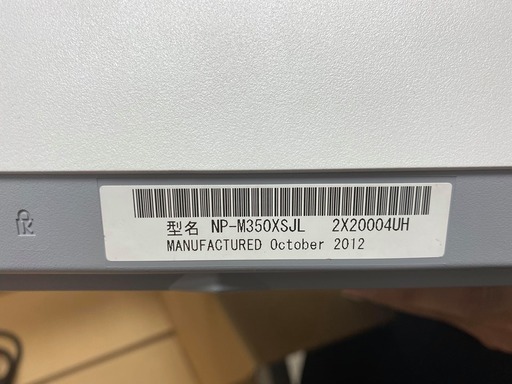 型名 NP-M350XSJL 2X20004UH
MANUFACTURED October 2012